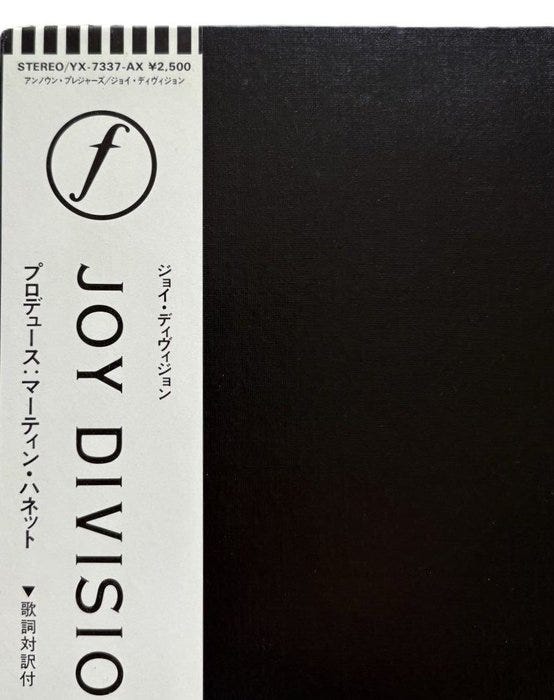 STEREO/YX-7337-AX ¥2,500
アンノウン・プレジャーズ/ジョイ・ディヴィジョン
f
ジョイ・ディヴィジョン
JOY DIVISIO
プロデュース:マーティン・ハネット
▼歌詞対訳付